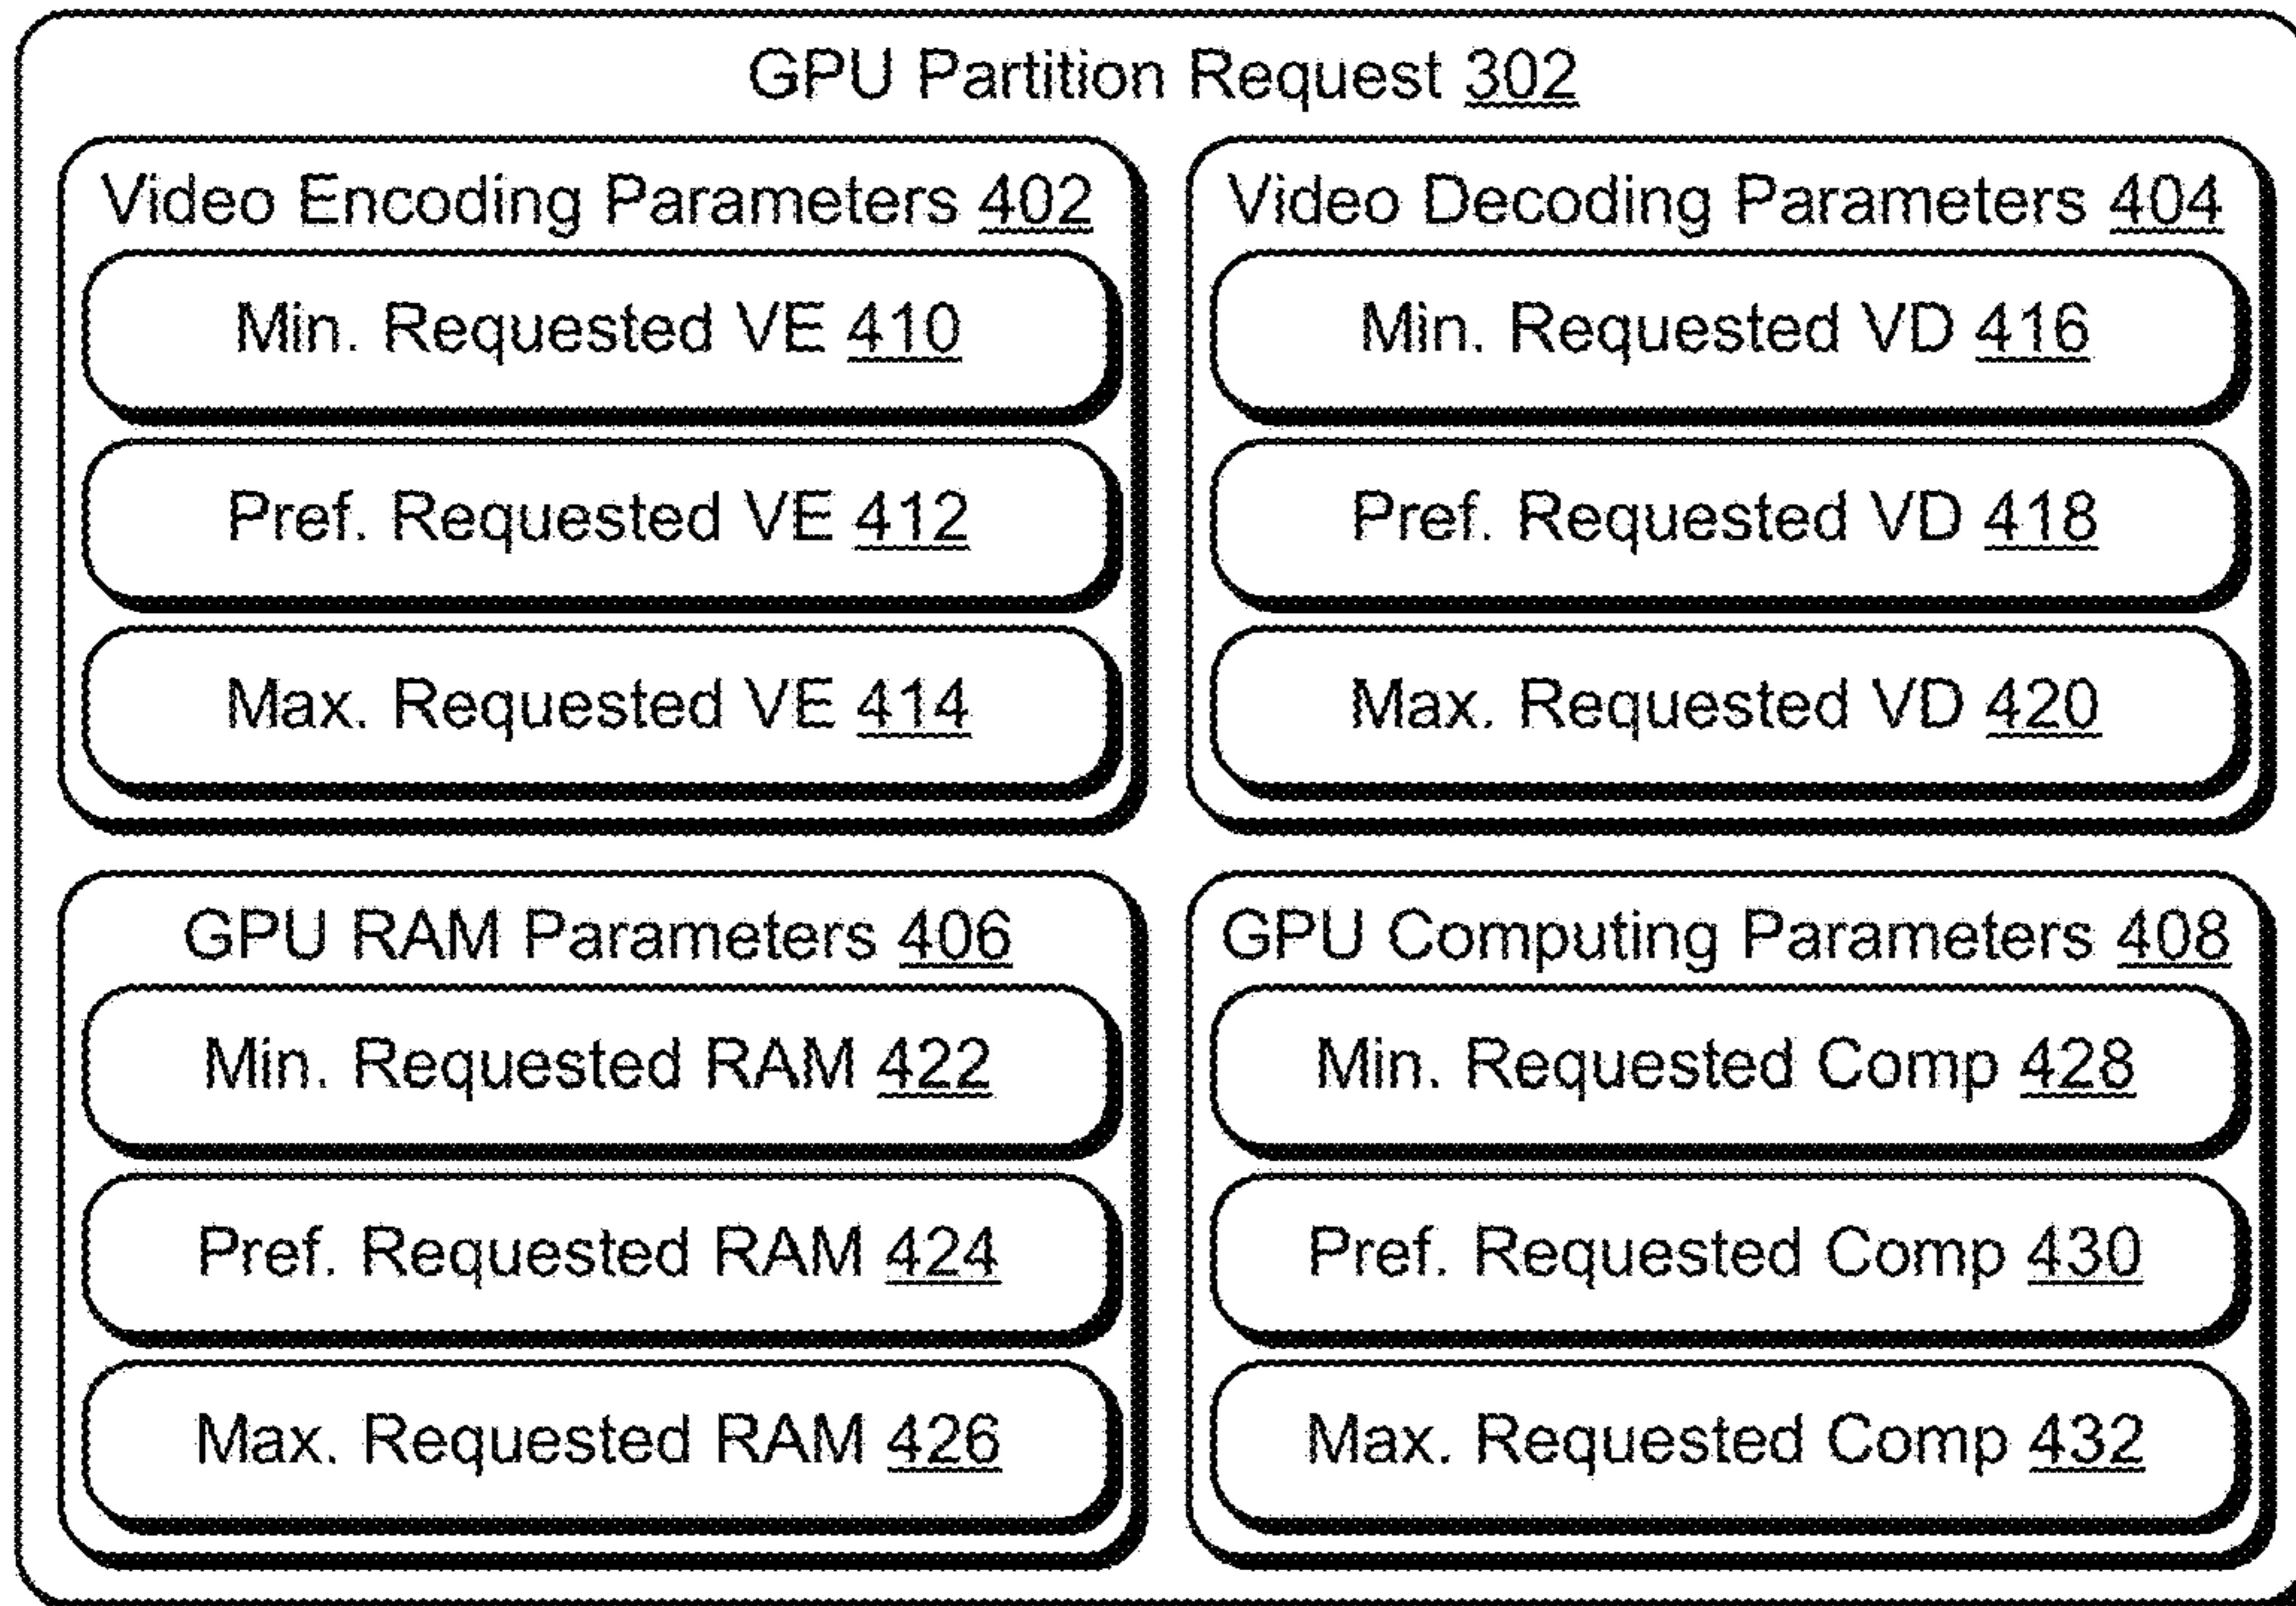 GPU Partition Request 302
Video Encoding Parameters 402
Min. Requested VE 410
Pref. Requested VE 412
Max. Requested VE 414
Video Decoding Parameters 404
Min. Requested VD 416
Pref. Requested VD 418
Max. Requested VD 420
GPU RAM Parameters 406
Min. Requested RAM 422
Pref. Requested RAM 424
Max. Requested RAM 426
GPU Computing Parameters 408
Min. Requested Comp 428
Pref. Requested Comp 430
Max. Requested Comp 432